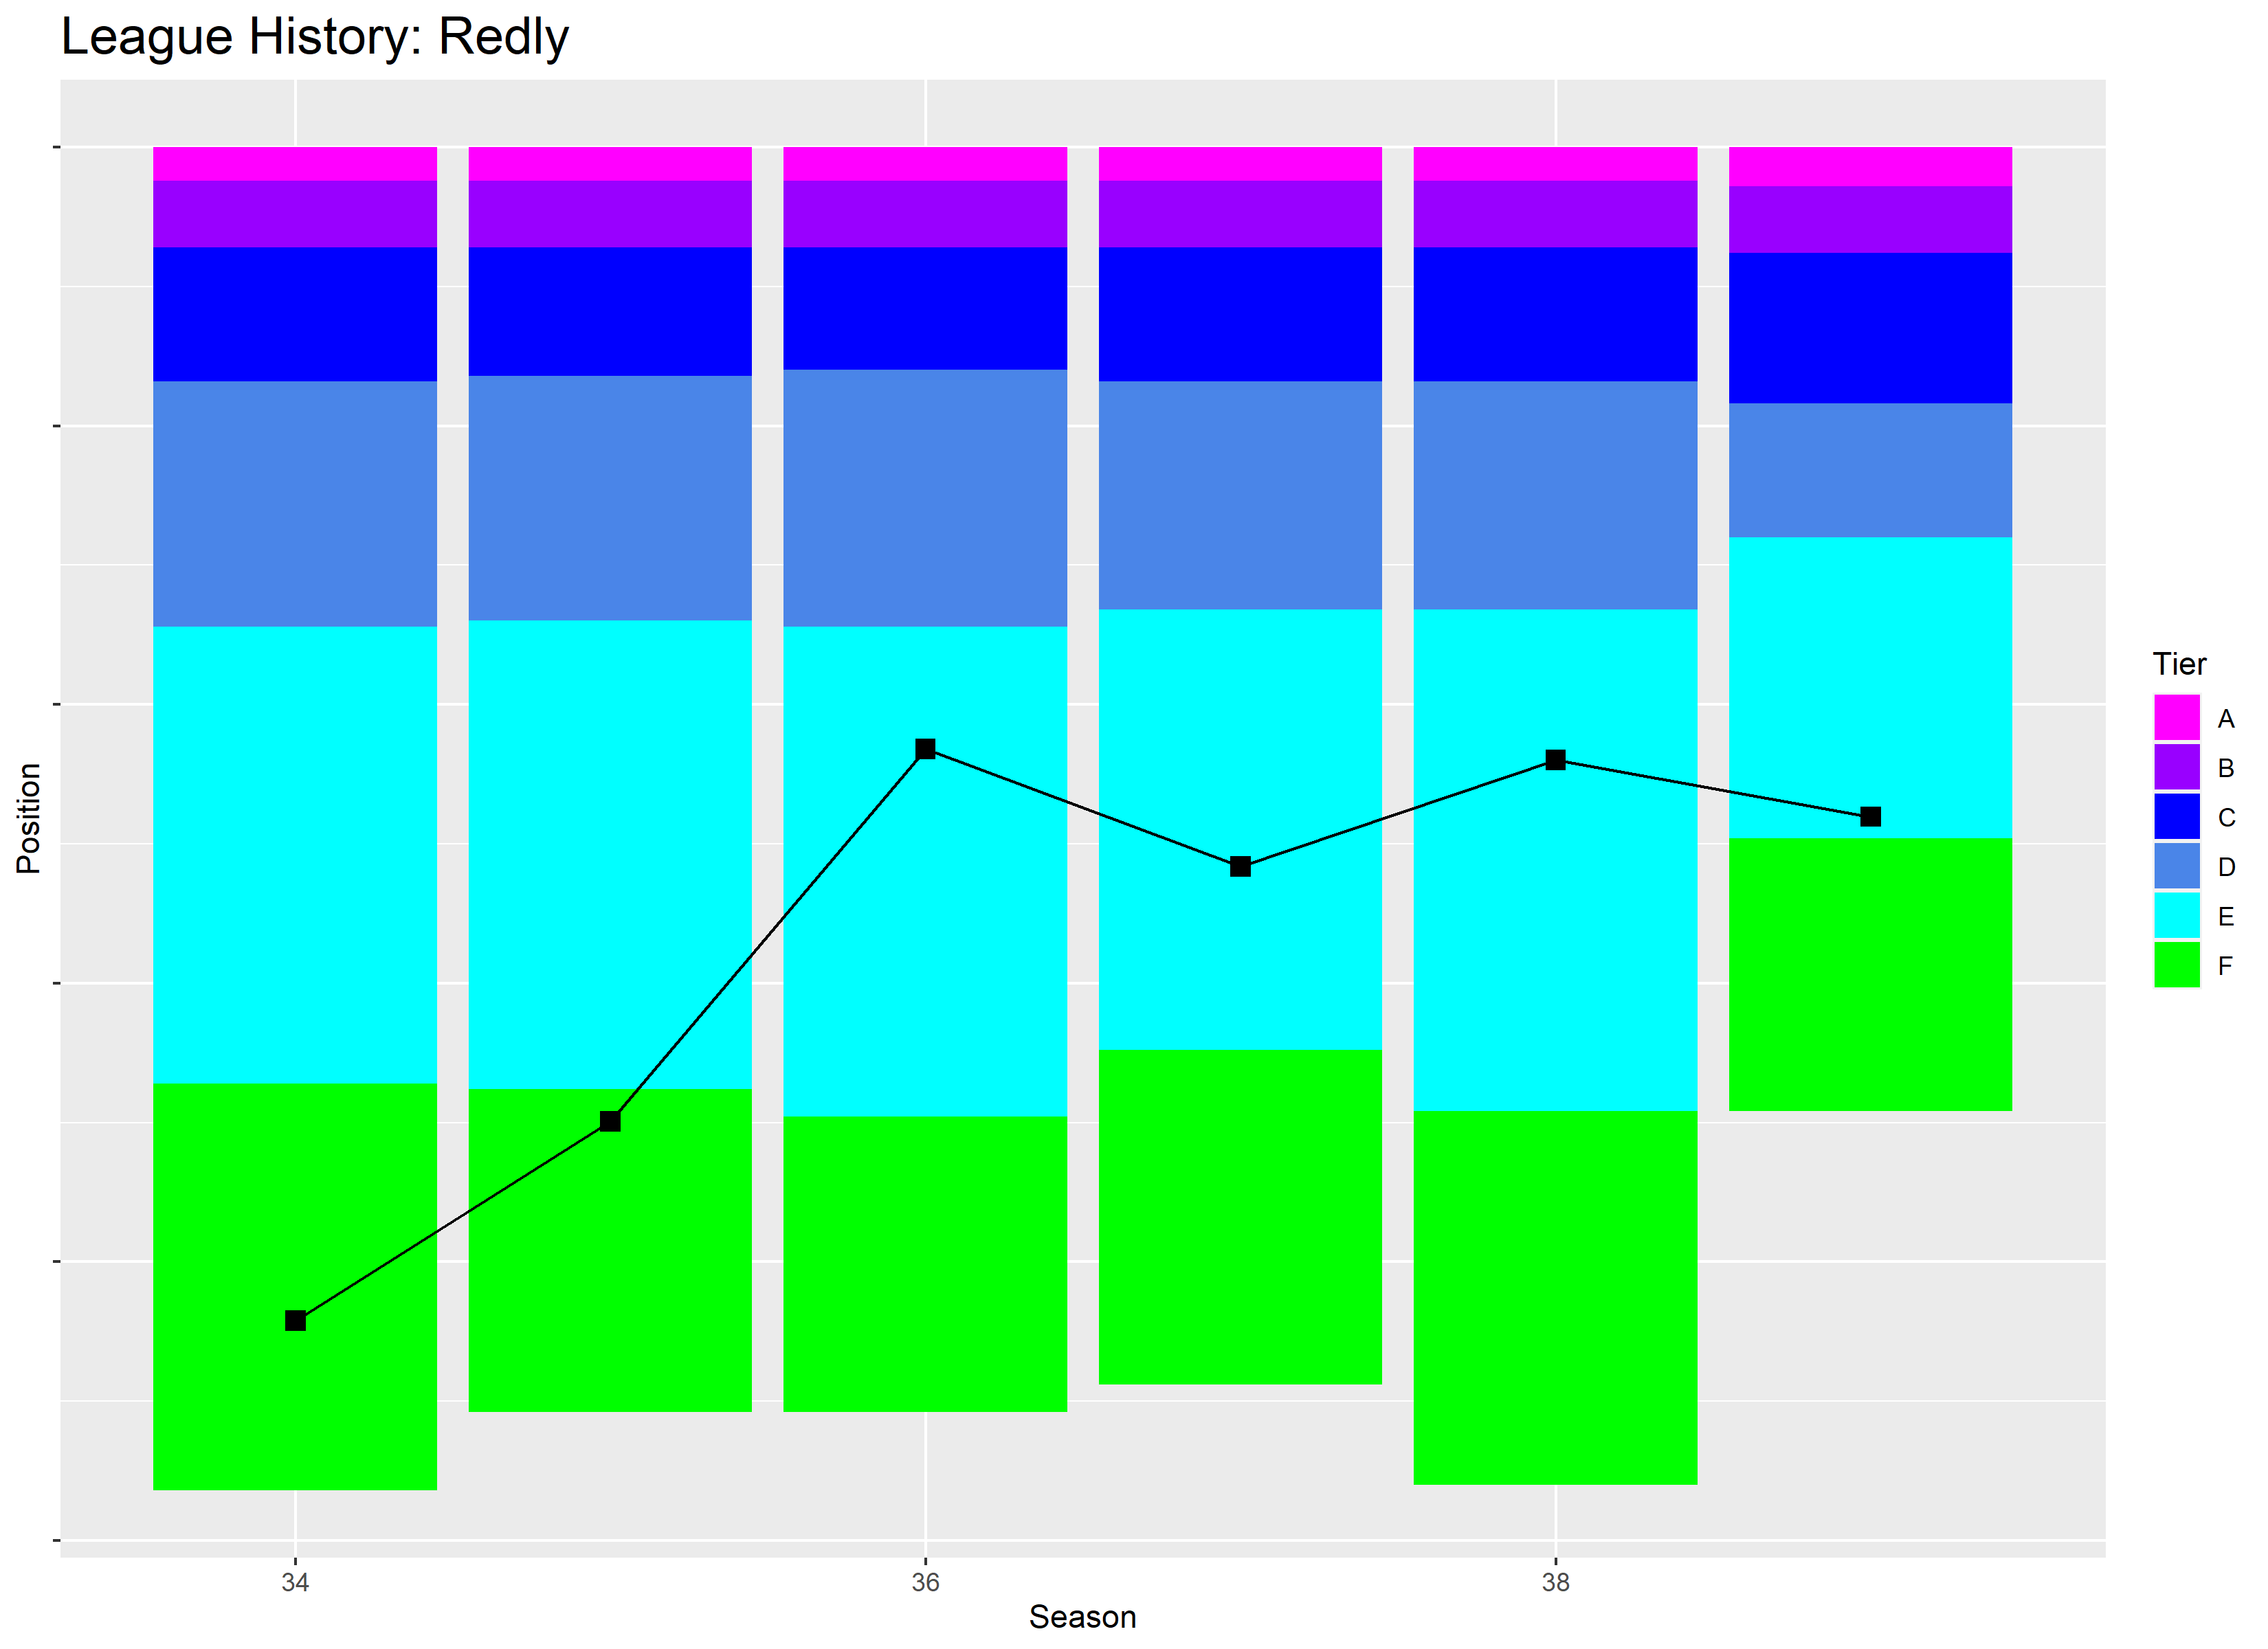 League History: Redly
Position
34
36
38
Season
Tier
A
B
C
D
E
F